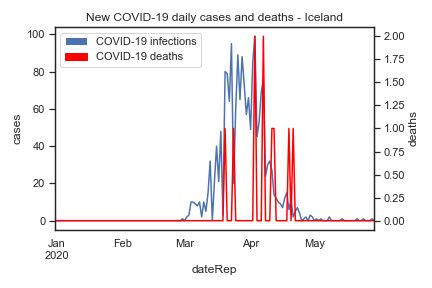 New COVID-19 daily cases and deaths - Iceland
COVID-19 infections
COVID-19 deaths
100
80
60
40
20
0
cases
2.00
1.75
1.50
1.25
1.00
0.75
0.50
0.25
0.00
deaths
Jan
2020
Feb
Mar
Apr
May
dateRep